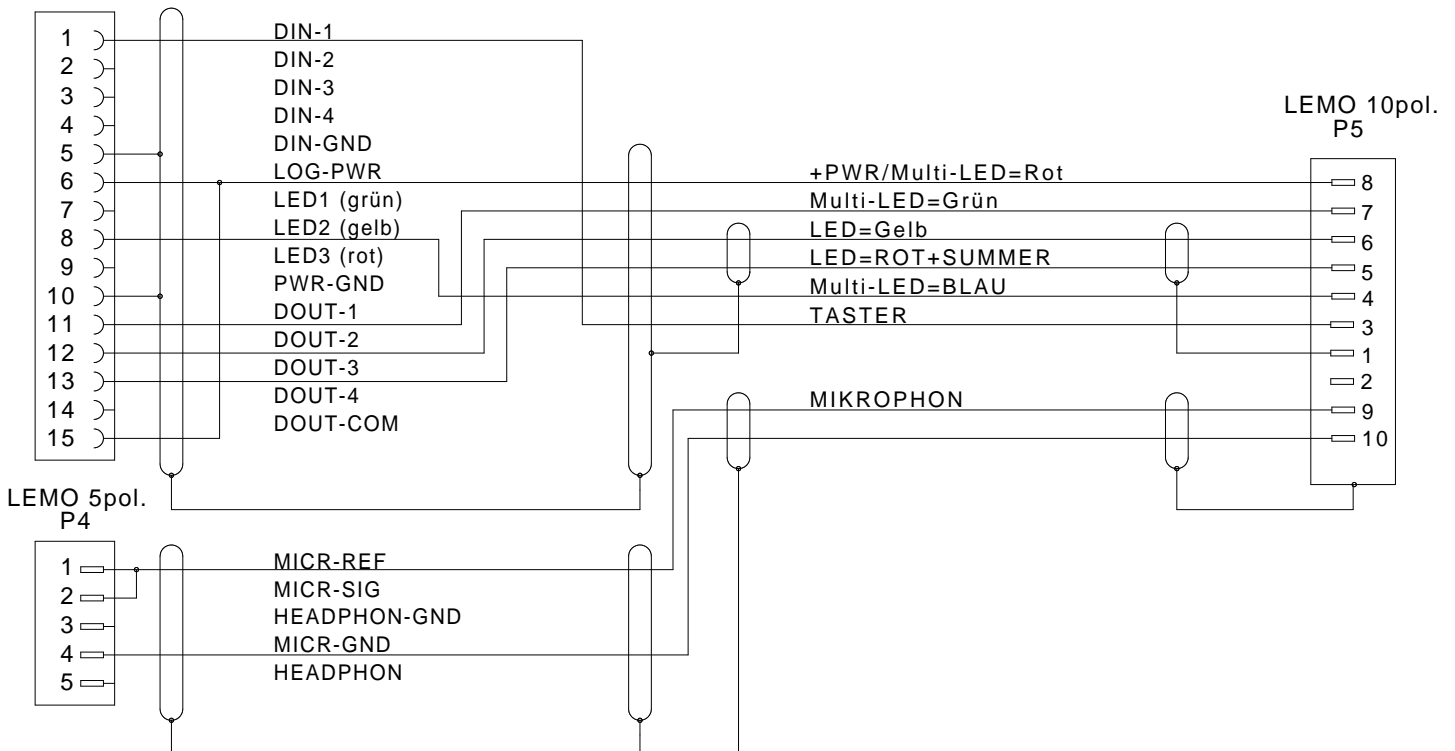 1 DIN-1
2 DIN-2
3 DIN-3
4 DIN-4
5 DIN-GND
6 LOG-PWR
7 LED1 (grün)
8 LED2 (gelb)
9 LED3 (rot)
10 PWR-GND
11 DOUT-1
12 DOUT-2
13 DOUT-3
14 DOUT-4
15 DOUT-COM
LEMO 10pol.
P5
+PWR/Multi-LED=Rot 8
Multi-LED=Grün 7
LED=Gelb 6
LED=ROT+SUMMER 5
Multi-LED=BLAU 4
TASTER 3
1
2
MIKROPHON 9
10
LEMO 5pol.
P4
1 MICR-REF
2 MICR-SIG
3 HEADPHON-GND
4 MICR-GND
5 HEADPHON